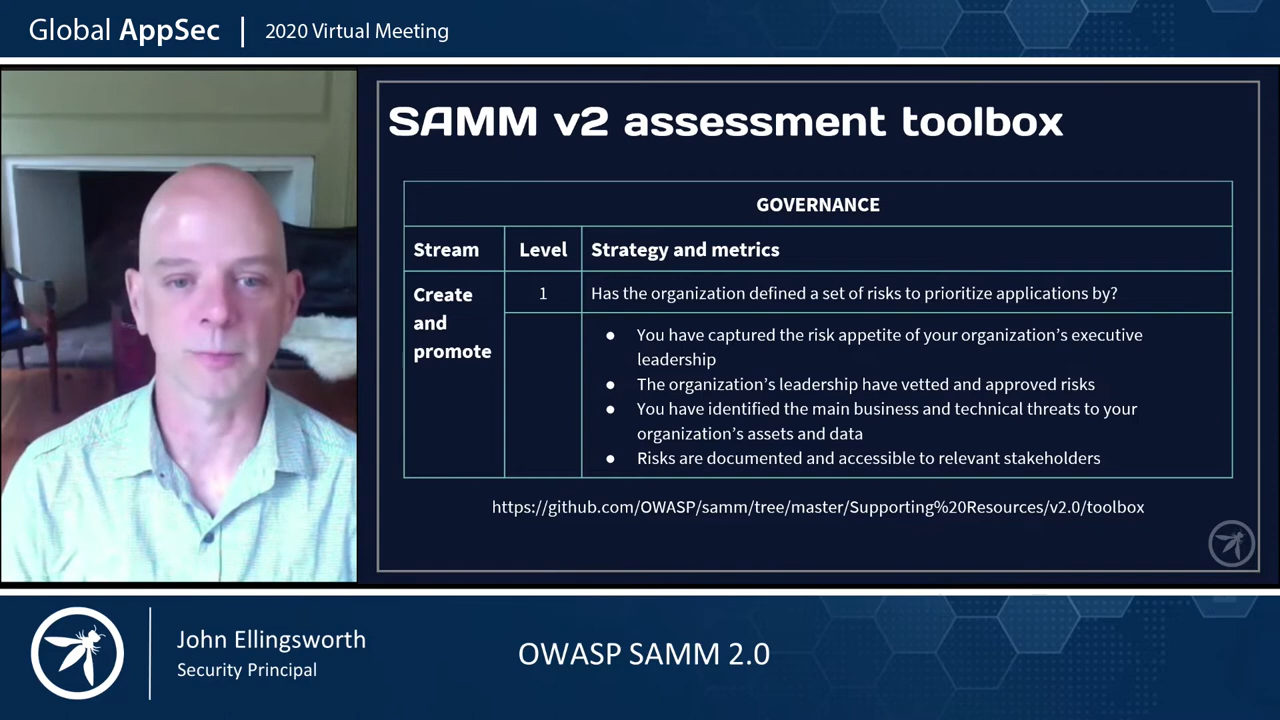 Global AppSec | 2020 Virtual Meeting
SAMM v2 assessment toolbox
GOVERNANCE
Stream Level Strategy and metrics
Create and promote
1 Has the organization defined a set of risks to prioritize applications by?
● You have captured the risk appetite of your organization's executive
leadership
● The organization's leadership have vetted and approved risks
● You have identified the main business and technical threats to your
organization's assets and data
● Risks are documented and accessible to relevant stakeholders
https://github.com/OWASP/samm/tree/master/Supporting%20Resources/v2.0/toolbox
John Ellingsworth
Security Principal
OWASP SAMM 2.0